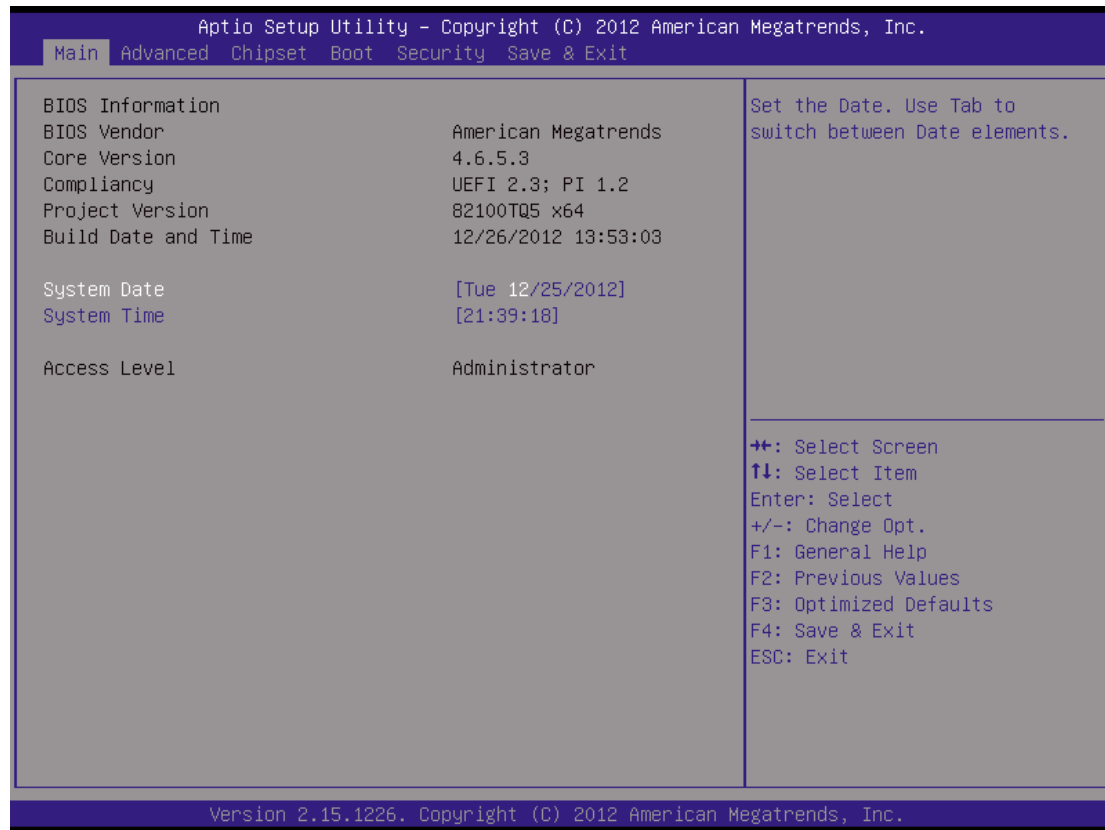 Aptio Setup Utility – Copyright (C) 2012 American Megatrends, Inc.
Main Advanced Chipset Boot Security Save & Exit
BIOS Information
BIOS Vendor American Megatrends
Core Version 4.6.5.3
Compliancy UEFI 2.3; PI 1.2
Project Version 82100TQ5 x64
Build Date and Time 12/26/2012 13:53:03
System Date [Tue 12/25/2012]
System Time [21:39:18]
Access Level Administrator
Set the Date. Use Tab to
switch between Date elements.
→←: Select Screen
↑↓: Select Item
Enter: Select
+/-: Change Opt.
F1: General Help
F2: Previous Values
F3: Optimized Defaults
F4: Save & Exit
ESC: Exit
Version 2.15.1226. Copyright (C) 2012 American Megatrends, Inc.